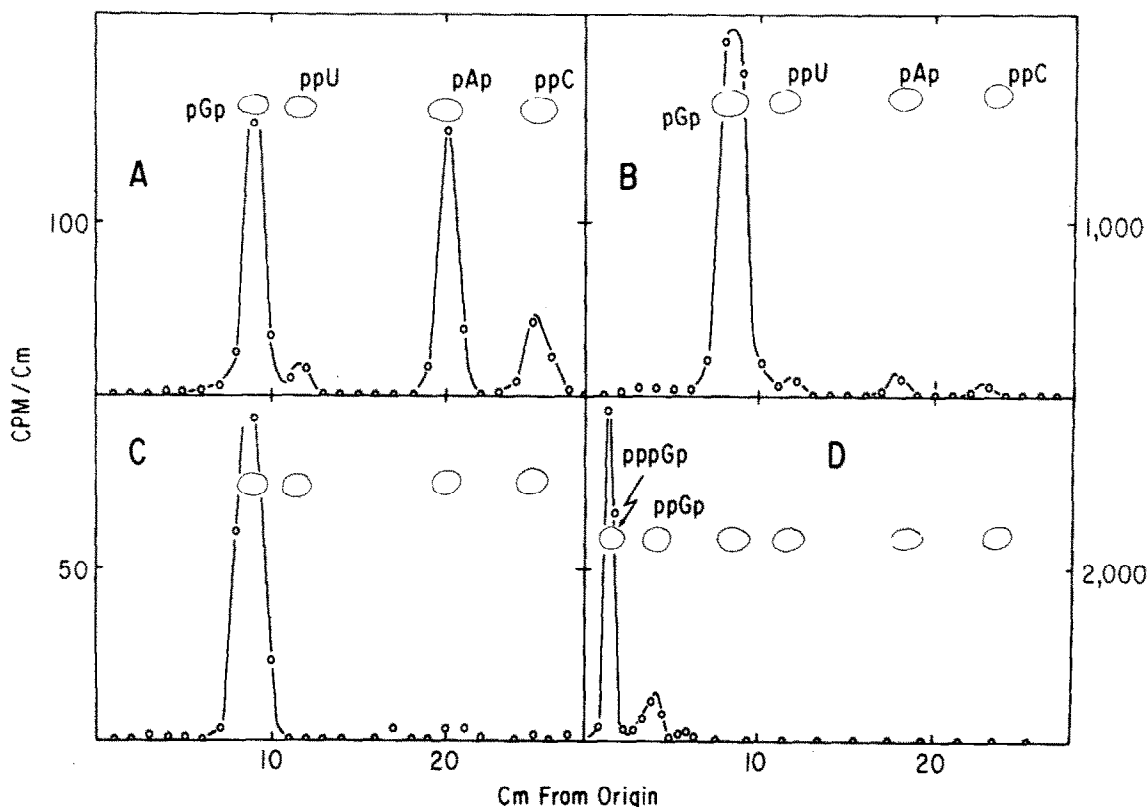 pGp ppU pAp ppC
A
100
pGp ppU pAp ppC
B
1,000
CPM/Cm
C
50
10 20
pppGp
ppGp
D
2,000
10 20
Cm From Origin